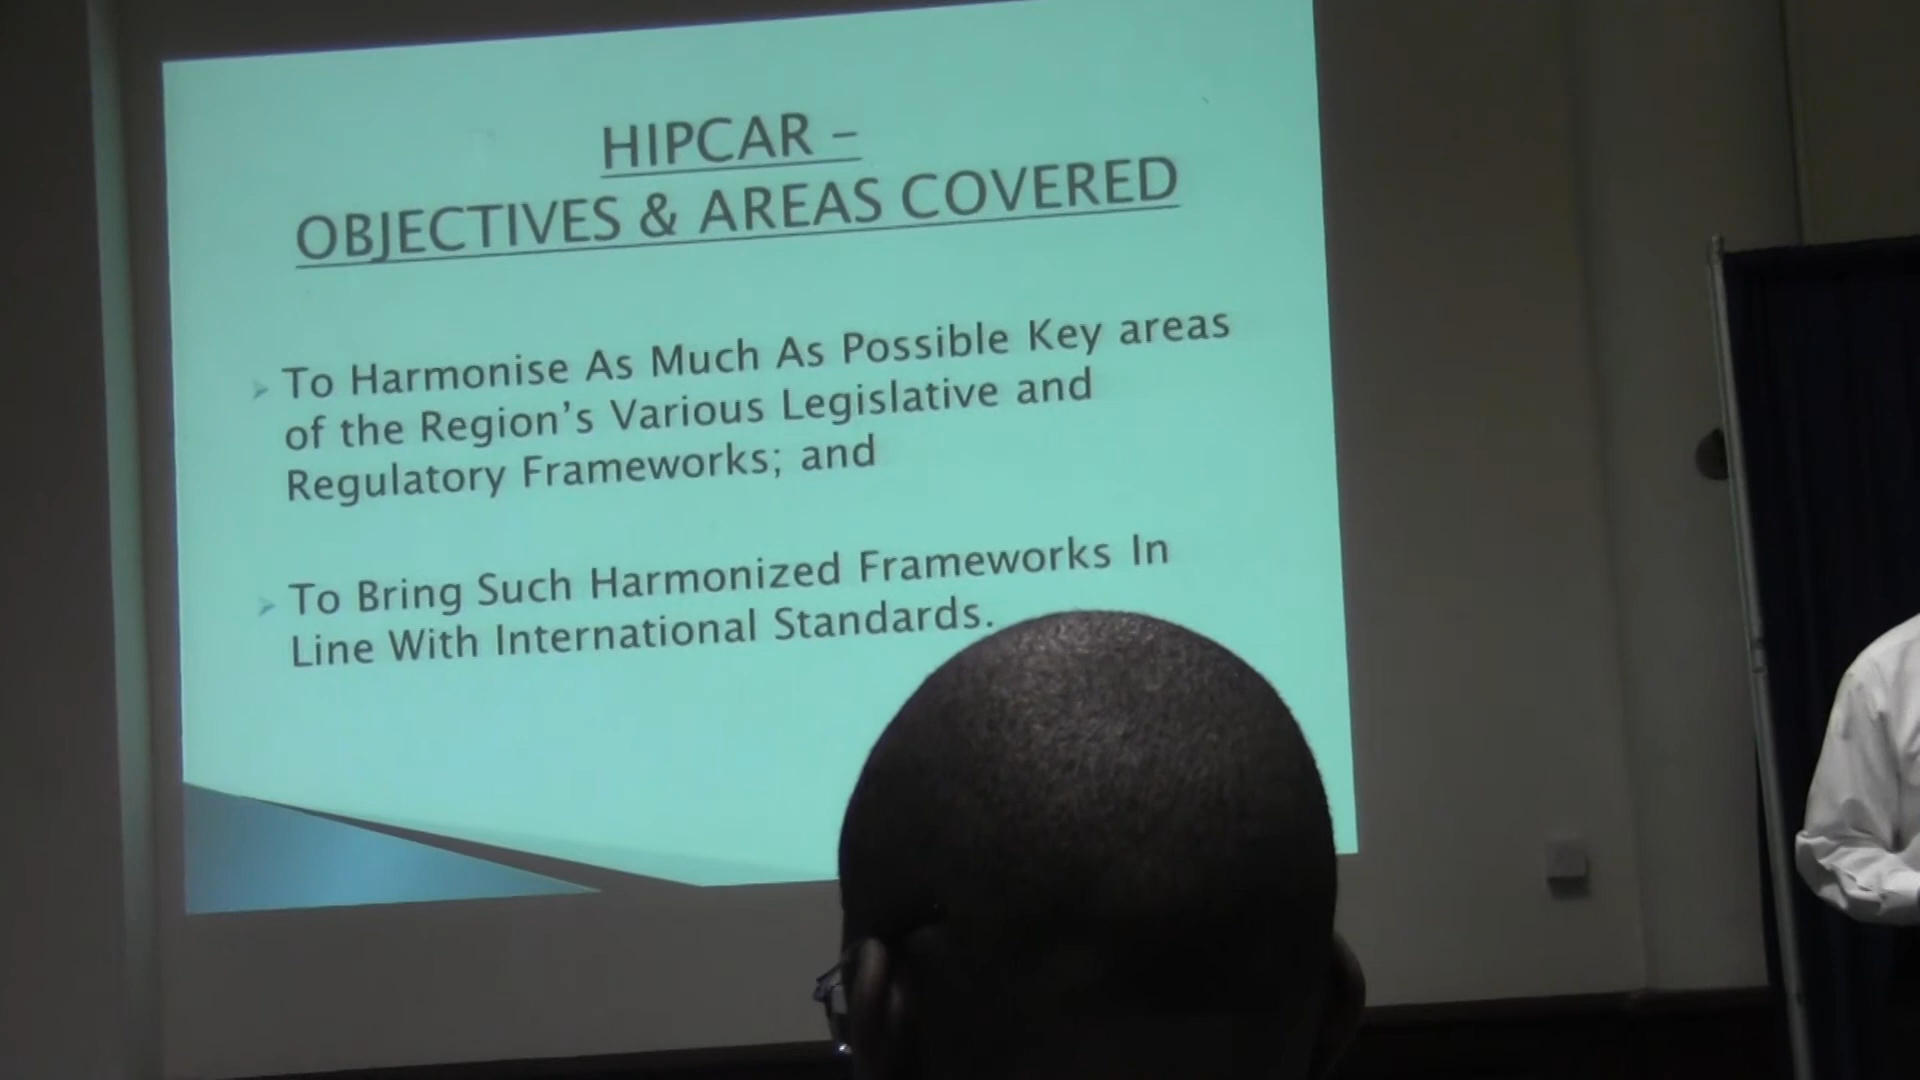 HIPCAR –
OBJECTIVES & AREAS COVERED
To Harmonise As Much As Possible Key areas
of the Region's Various Legislative and
Regulatory Frameworks; and
To Bring Such Harmonized Frameworks In
Line With International Standards.